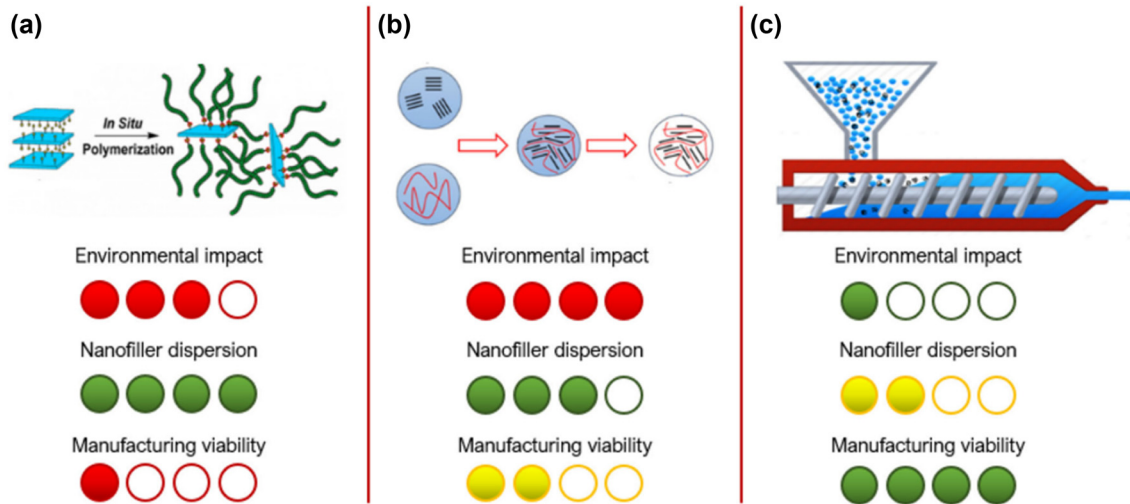 (a)
In Situ
Polymerization
Environmental impact
Nanofiller dispersion
Manufacturing viability
(b)
Environmental impact
Nanofiller dispersion
Manufacturing viability
(c)
Environmental impact
Nanofiller dispersion
Manufacturing viability